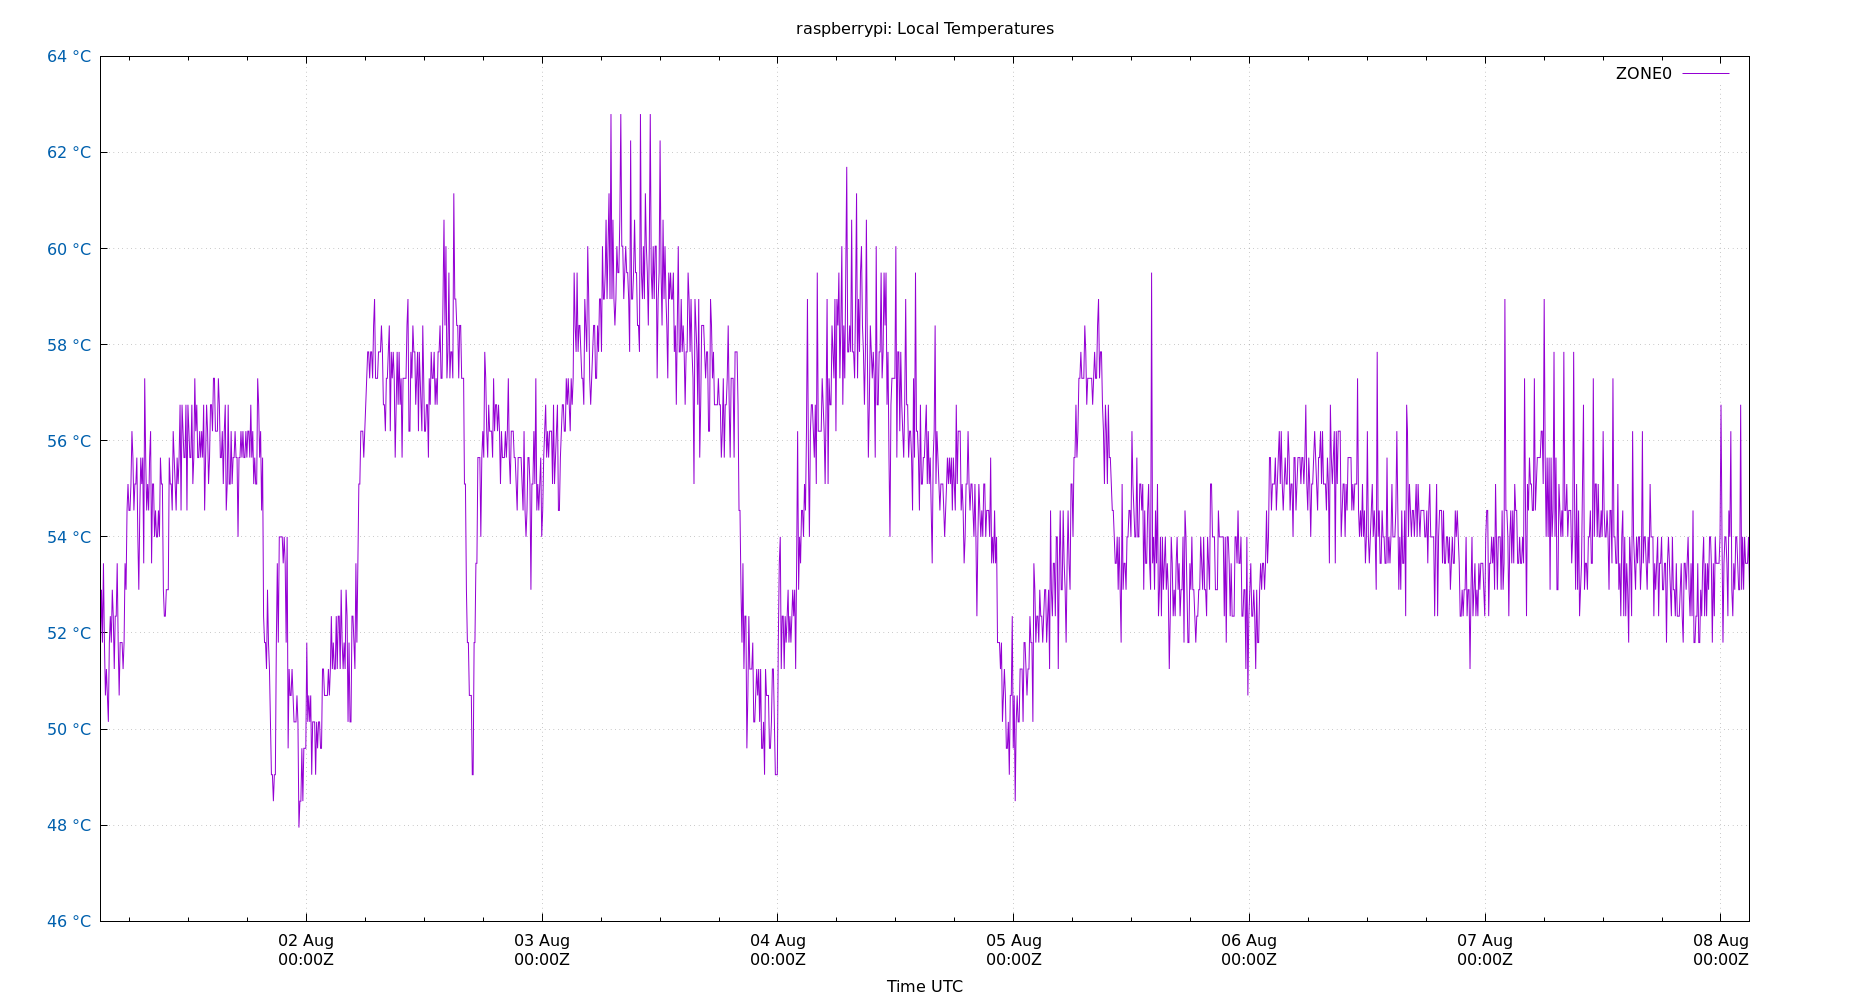 raspberrypi: Local Temperatures
64 °C
ZONE0
62 °C
60 °C
58 °C
56 °C
54 °C
52 °C
50 °C
48 °C
46 °C
02 Aug 03 Aug 04 Aug 05 Aug 06 Aug 07 Aug 08 Aug
00:00Z 00:00Z 00:00Z 00:00Z 00:00Z 00:00Z 00:00Z
Time UTC